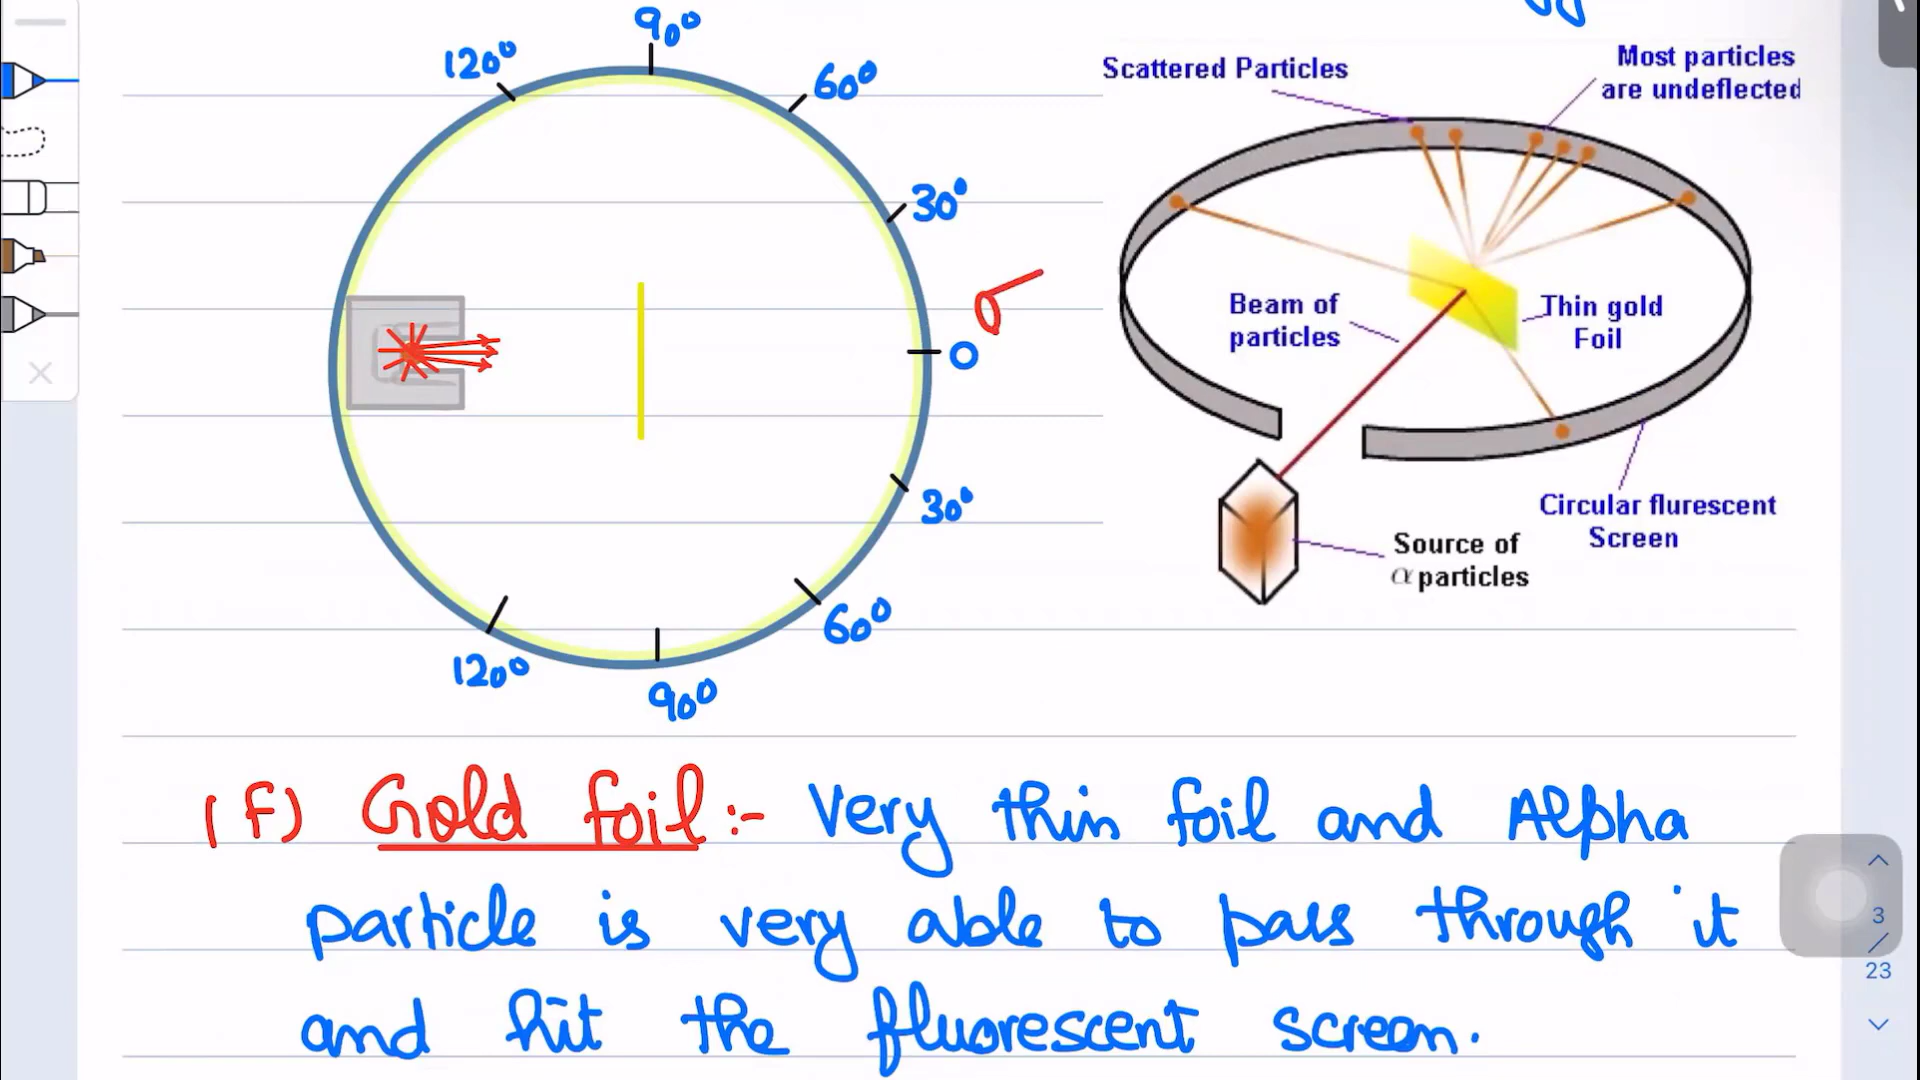 90°
120°
60°
30°
0
30°
60°
120°
90°
Scattered Particles
Most particles
are undeflected
Beam of
particles
Thin gold
Foil
Circular flurescent
Screen
Source of
α particles
(F) Gold foil :- Very thin foil and Alpha
particle is very able to pass through it
and hit the fluorescent screen.
3
/
23